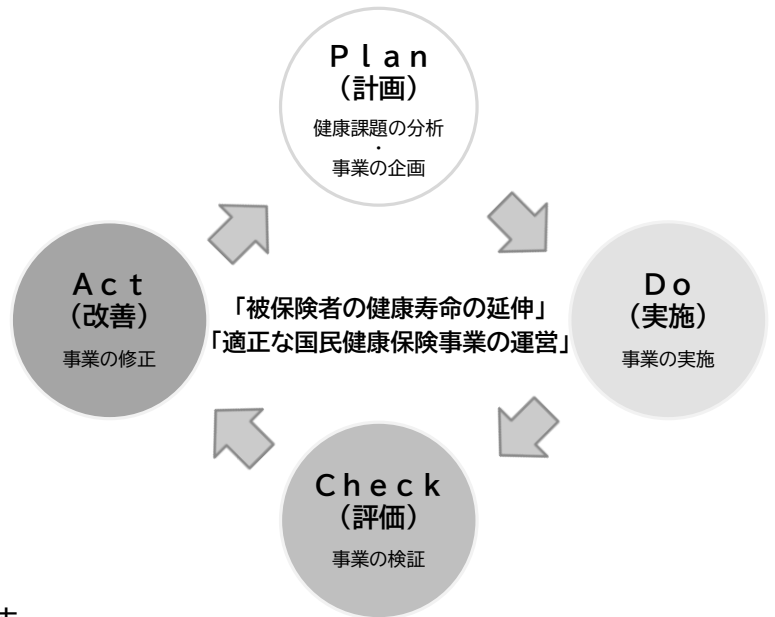 Ｐｌａｎ
（計画）
健康課題の分析
・
事業の企画
Ａｃｔ
（改善）
事業の修正
「被保険者の健康寿命の延伸」
「適正な国民健康保険事業の運営」
Ｄｏ
（実施）
事業の実施
Ｃｈｅｃｋ
（評価）
事業の検証